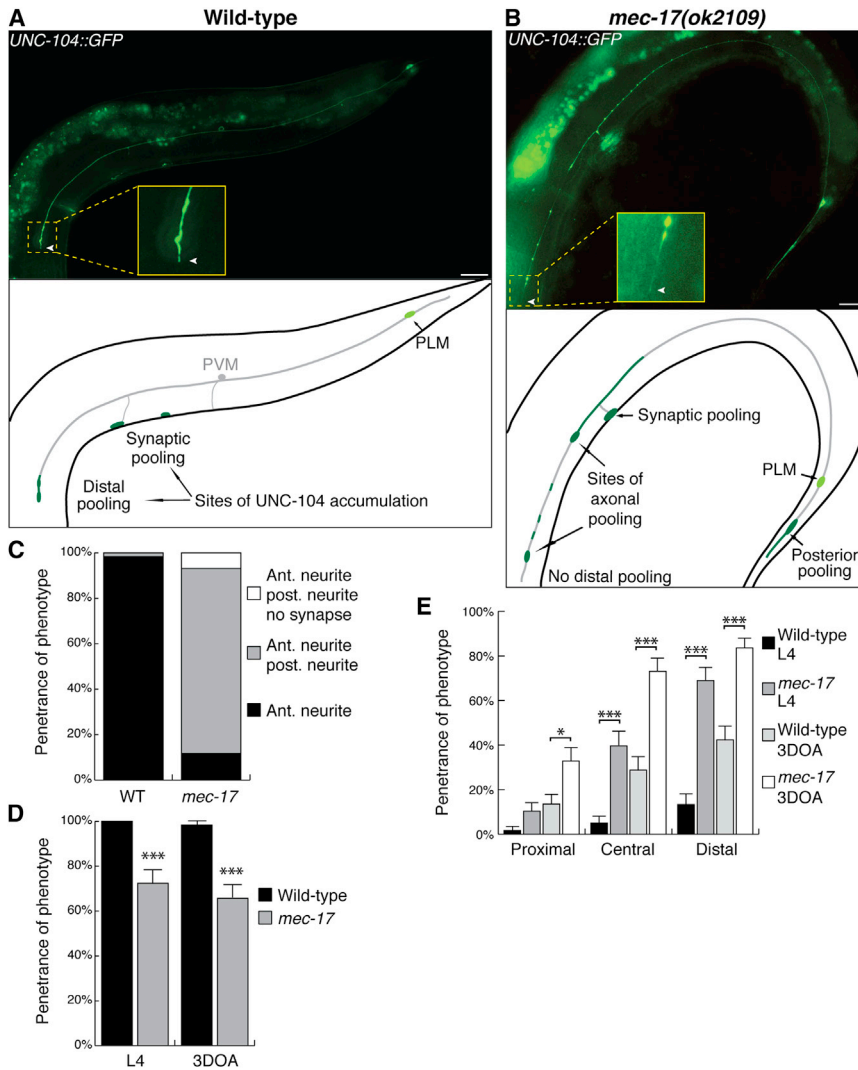 A
Wild-type
UNC-104::GFP
PVM
PLM
Synaptic
pooling
Distal
pooling
Sites of UNC-104 accumulation
B
mec-17(ok2109)
UNC-104::GFP
Synaptic pooling
Sites of
axonal
pooling
PLM
Posterior
pooling
No distal pooling
C
Penetrance of phenotype
100%
80%
60%
40%
20%
0%
WT
mec-17
Ant. neurite
post. neurite
no synapse
Ant. neurite
post. neurite
Ant. neurite
D
Penetrance of phenotype
100%
80%
60%
40%
20%
0%
***
***
L4
3DOA
Wild-type
mec-17
E
Penetrance of phenotype
100%
80%
60%
40%
20%
0%
*
***
***
***
***
Proximal
Central
Distal
Wild-type
L4
mec-17
L4
Wild-type
3DOA
mec-17
3DOA